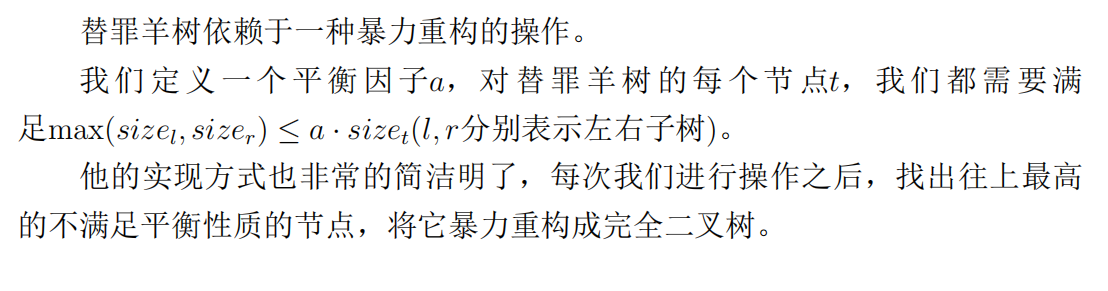 替罪羊树依赖于一种暴力重构的操作。
我们定义一个平衡因子a，对替罪羊树的每个节点t，我们都需要满
足max(size_l, size_r) ≤ a · size_t(l, r分别表示左右子树)。
他的实现方式也非常的简洁明了，每次我们进行操作之后，找出往上最高
的不满足平衡性质的节点，将它暴力重构成完全二叉树。